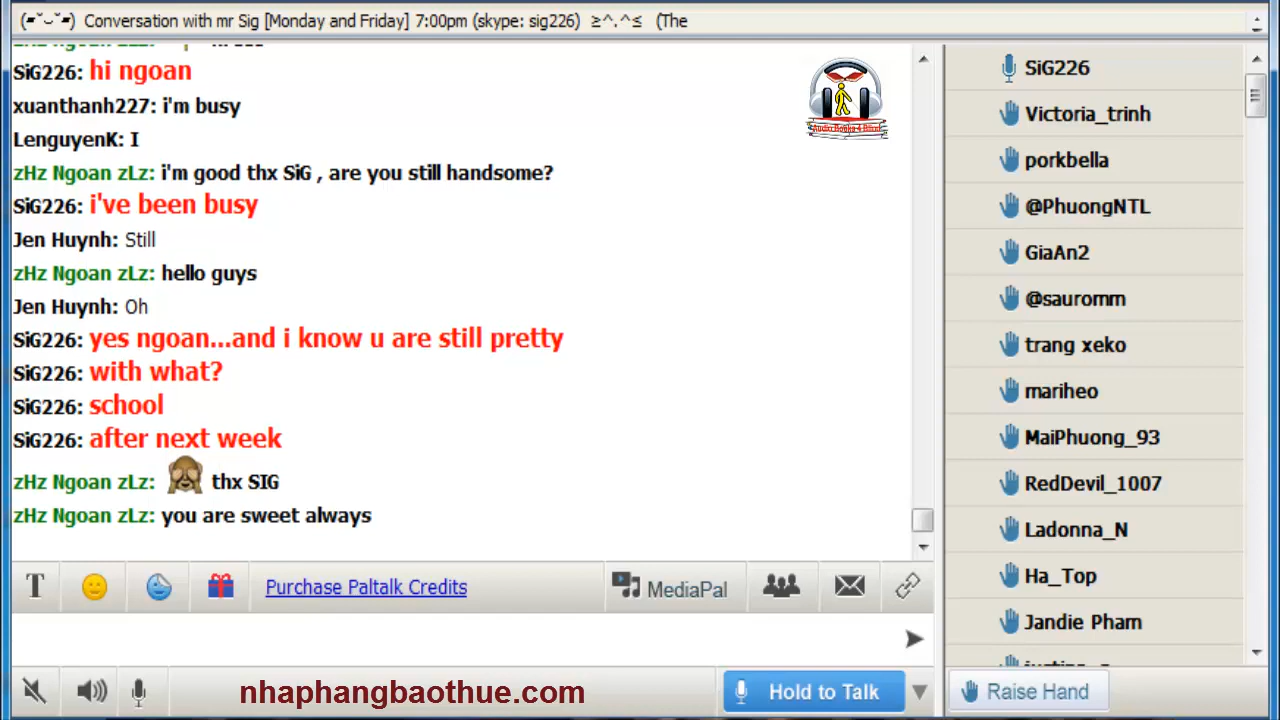 (▰˘◡˘▰) Conversation with mr Sig [Monday and Friday] 7:00pm (skype: sig226) ≥^.^≤ (The
SiG226: hi ngoan
xuanthanh227: i'm busy
LenguyenK: I
zHz Ngoan zLz: i'm good thx SiG , are you still handsome?
SiG226: i've been busy
Jen Huynh: Still
zHz Ngoan zLz: hello guys
Jen Huynh: Oh
SiG226: yes ngoan...and i know u are still pretty
SiG226: with what?
SiG226: school
SiG226: after next week
zHz Ngoan zLz: thx SIG
zHz Ngoan zLz: you are sweet always
Audio Books 4 Blind
T
Purchase Paltalk Credits
MediaPal
nhaphangbaothue.com
Hold to Talk
SiG226
Victoria_trinh
porkbella
@PhuongNTL
GiaAn2
@sauromm
trang xeko
mariheo
MaiPhuong_93
RedDevil_1007
Ladonna_N
Ha_Top
Jandie Pham
Raise Hand